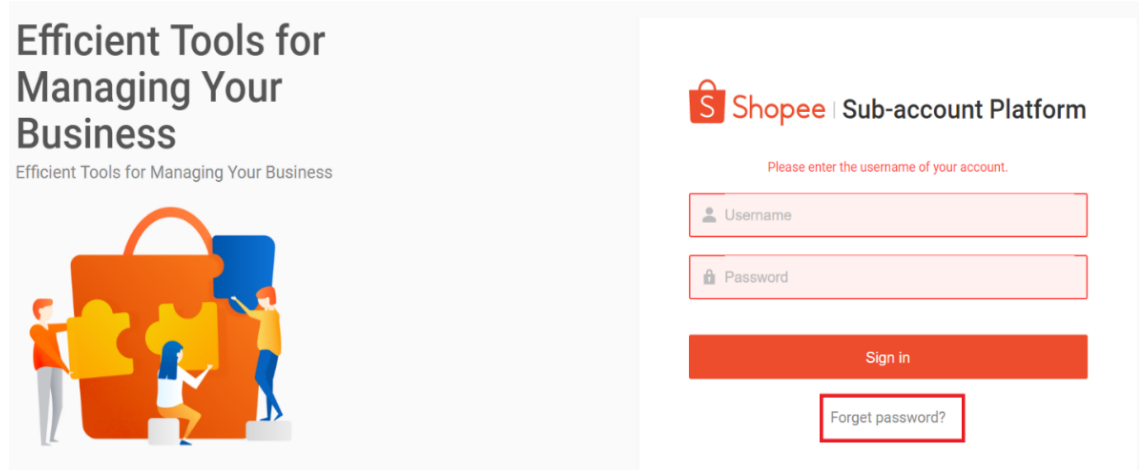 Efficient Tools for
Managing Your
Business
Efficient Tools for Managing Your Business
S Shopee | Sub-account Platform
Please enter the username of your account.
Username
Password
Sign in
Forget password?